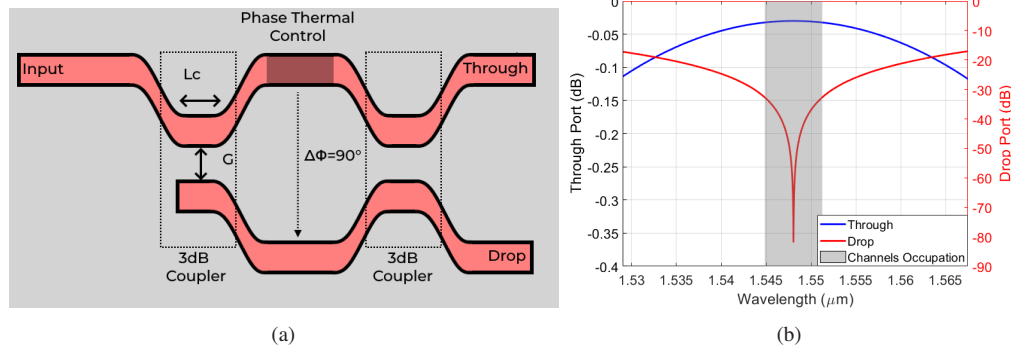 Phase Thermal
Control
Input
Lc
Through
G
ΔΦ=90°
3dB
Coupler
3dB
Coupler
Drop
(a)
0
-0.05
-0.1
-0.15
-0.2
-0.25
-0.3
-0.35
-0.4
Through Port (dB)
0
-10
-20
-30
-40
-50
-60
-70
-80
-90
Drop Port (dB)
Through
Drop
Channels Occupation
1.53 1.535 1.54 1.545 1.55 1.555 1.56 1.565
Wavelength (μm)
(b)